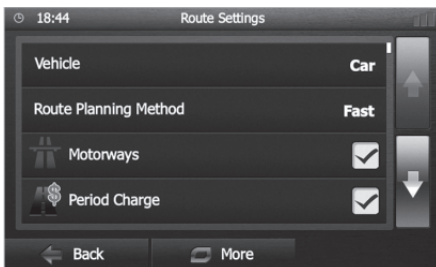 18:44 Route Settings
Vehicle Car
Route Planning Method Fast
Motorways
Period Charge
Back More